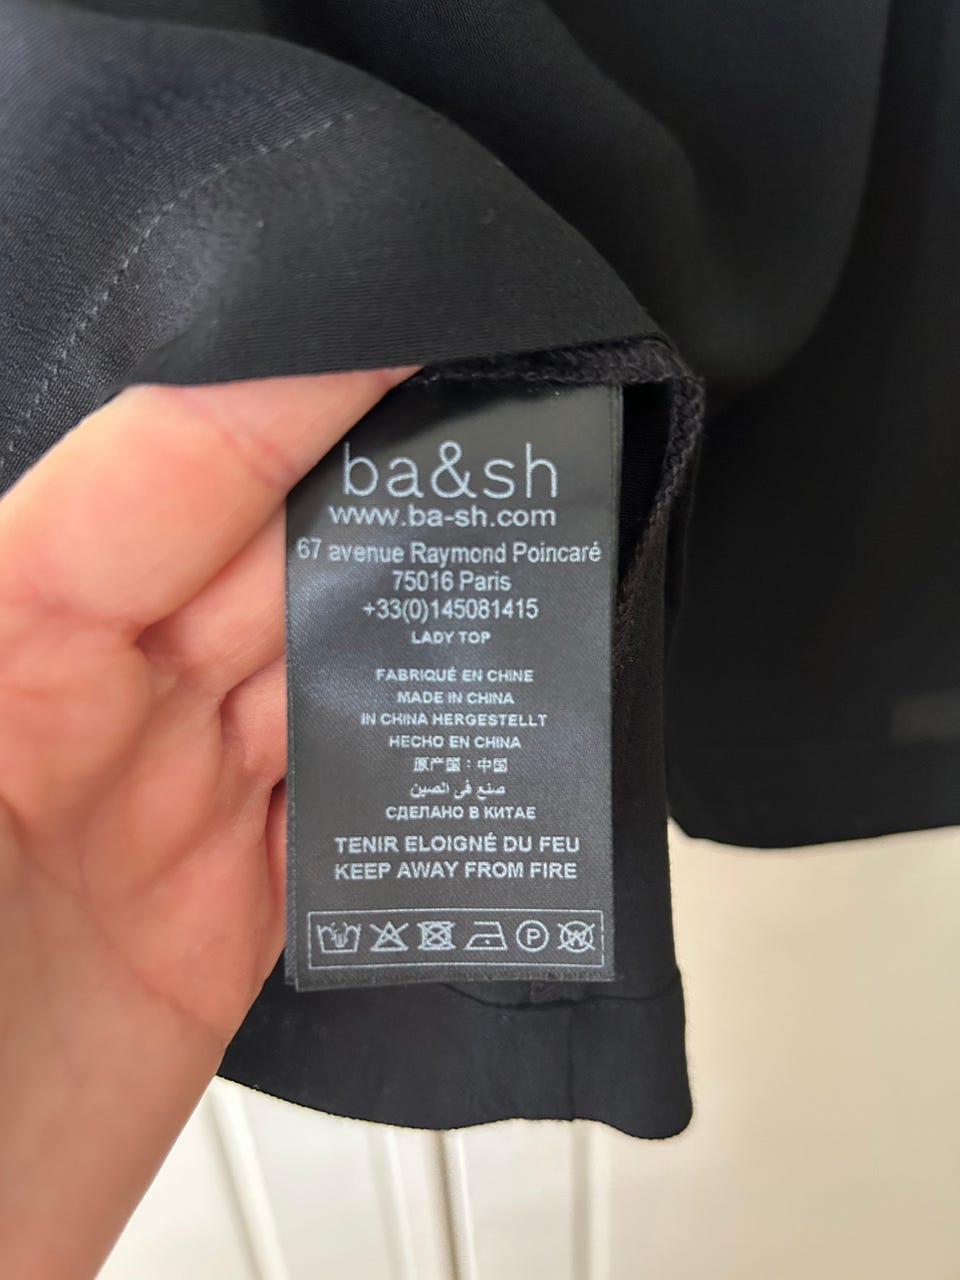 ba&sh
www.ba-sh.com
67 avenue Raymond Poincaré
75016 Paris
+33(0)145081415
LADY TOP
FABRIQUÉ EN CHINE
MADE IN CHINA
IN CHINA HERGESTELLT
HECHO EN CHINA
原产国：中国
صنع في الصين
СДЕЛАНО В КИТАЕ
TENIR ELOIGNÉ DU FEU
KEEP AWAY FROM FIRE
P W